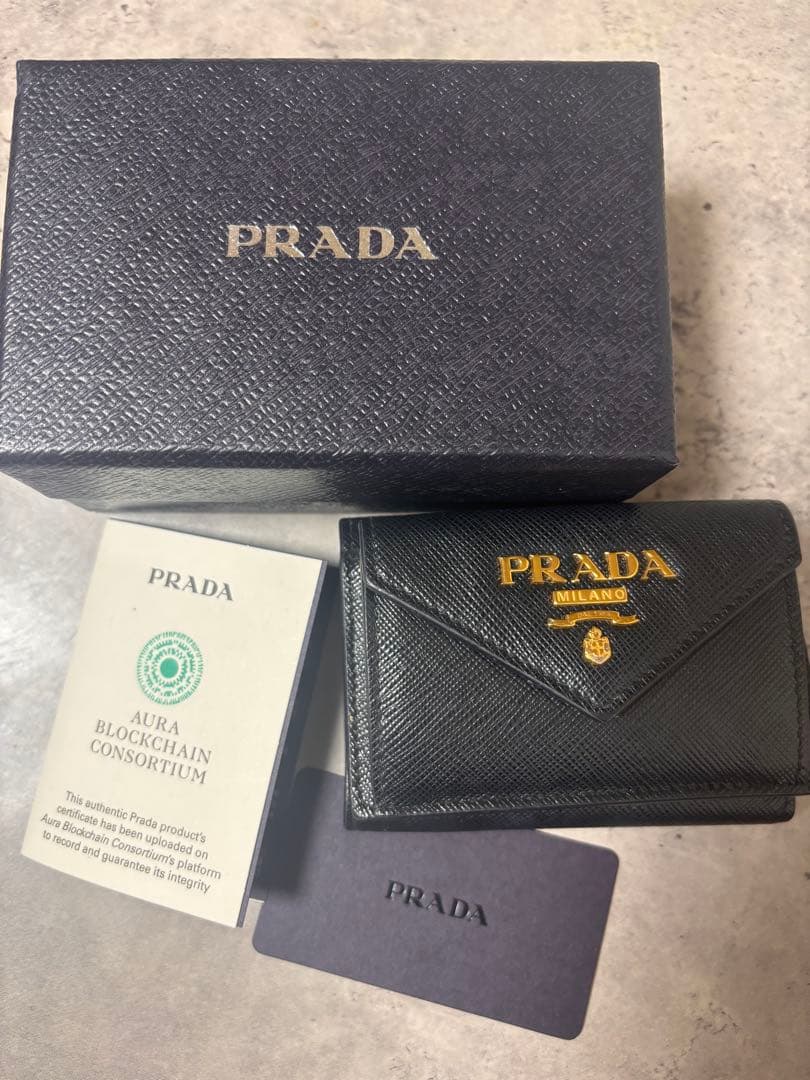 PRADA
PRADA
MILANO
PRADA
AURA
BLOCKCHAIN
CONSORTIUM
This authentic Prada product's
certificate has been uploaded on
Aura Blockchain Consortium's platform
to record and guarantee its integrity
PRADA